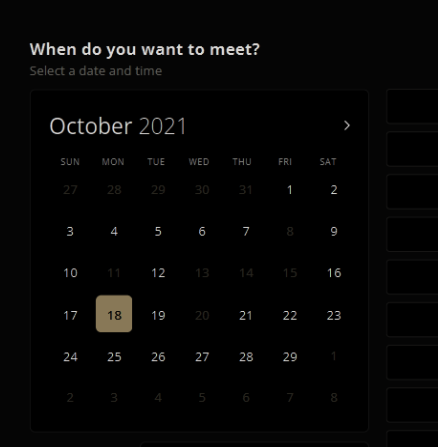 When do you want to meet?
Select a date and time
October 2021
SUN MON TUE WED THU FRI SAT
27 28 29 30 31 1 2
3 4 5 6 7 8 9
10 11 12 13 14 15 16
17 18 19 20 21 22 23
24 25 26 27 28 29 1
2 3 4 5 6 7 8